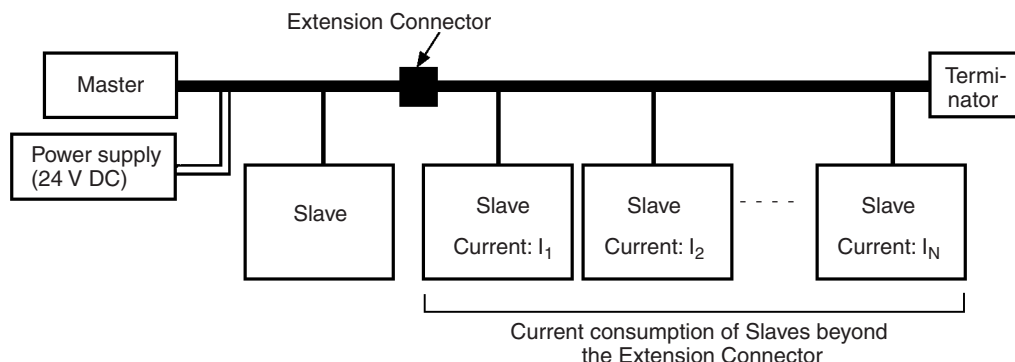 Extension Connector
Master
Termi-
nator
Power supply
(24 V DC)
Slave
Slave
Current: I₁
Slave
Current: I₂
Slave
Current: Iₙ
Current consumption of Slaves beyond
the Extension Connector